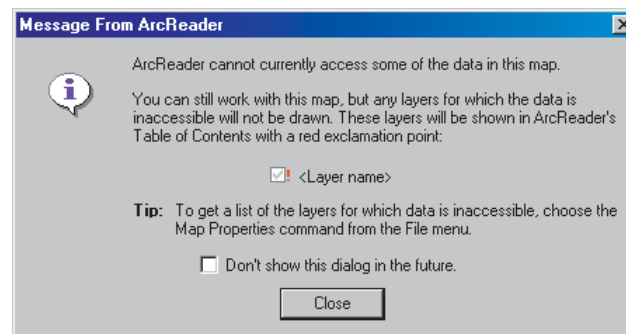 Message From ArcReader
ArcReader cannot currently access some of the data in this map.
You can still work with this map, but any layers for which the data is
inaccessible will not be drawn. These layers will be shown in ArcReader's
Table of Contents with a red exclamation point:
! <Layer name>
Tip: To get a list of the layers for which data is inaccessible, choose the
Map Properties command from the File menu.
Don't show this dialog in the future.
Close